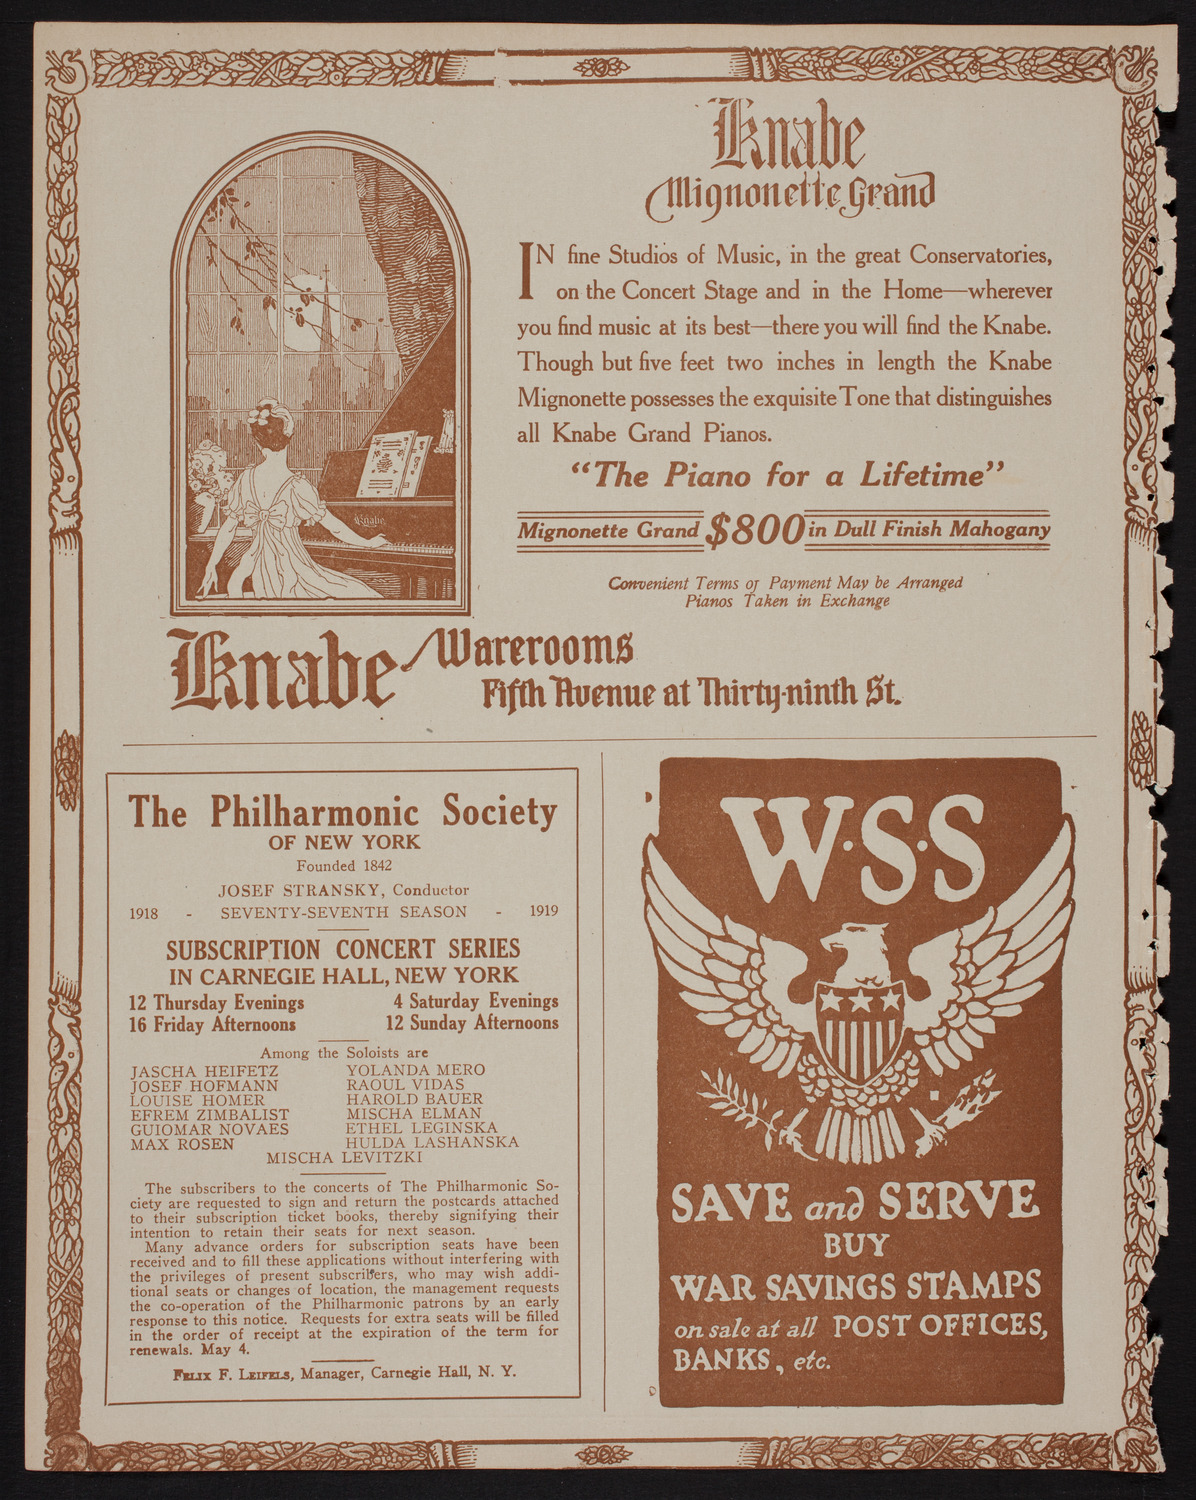 Knabe
Mignonette Grand
IN fine Studios of Music, in the great Conservatories,
on the Concert Stage and in the Home—wherever
you find music at its best—there you will find the Knabe.
Though but five feet two inches in length the Knabe
Mignonette possesses the exquisite Tone that distinguishes
all Knabe Grand Pianos.
"The Piano for a Lifetime"
Mignonette Grand $800 in Dull Finish Mahogany
Convenient Terms of Payment May be Arranged
Pianos Taken in Exchange
Knabe
Knabe Warerooms
Fifth Avenue at Thirty-ninth St.
The Philharmonic Society
OF NEW YORK
Founded 1842
JOSEF STRANSKY, Conductor
1918 - SEVENTY-SEVENTH SEASON - 1919
SUBSCRIPTION CONCERT SERIES
IN CARNEGIE HALL, NEW YORK
12 Thursday Evenings 4 Saturday Evenings
16 Friday Afternoons 12 Sunday Afternoons
Among the Soloists are
JASCHA HEIFETZ YOLANDA MERO
JOSEF HOFMANN RAOUL VIDAS
LOUISE HOMER HAROLD BAUER
EFREM ZIMBALIST MISCHA ELMAN
GUIOMAR NOVAES ETHEL LEGINSKA
MAX ROSEN HULDA LASHANSKA
MISCHA LEVITZKI
The subscribers to the concerts of The Philharmonic So-
ciety are requested to sign and return the postcards attached
to their subscription ticket books, thereby signifying their
intention to retain their seats for next season.
Many advance orders for subscription seats have been
received and to fill these applications without interfering with
the privileges of present subscribers, who may wish addi-
tional seats or changes of location, the management requests
the co-operation of the Philharmonic patrons by an early
response to this notice. Requests for extra seats will be filled
in the order of receipt at the expiration of the term for
renewals. May 4.
FELIX F. LEIFELS, Manager, Carnegie Hall, N. Y.
W·S·S
SAVE and SERVE
BUY
WAR SAVINGS STAMPS
on sale at all POST OFFICES,
BANKS, etc.